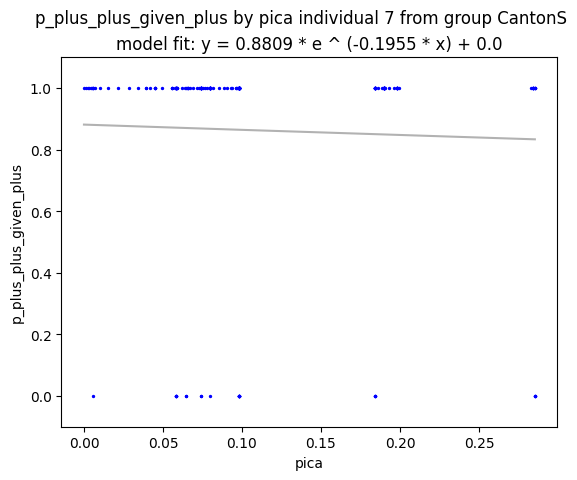 p_plus_plus_given_plus by pica individual 7 from group CantonS
model fit: y = 0.8809 * e ^ (-0.1955 * x) + 0.0
p_plus_plus_given_plus
1.0
0.8
0.6
0.4
0.2
0.0
0.00 0.05 0.10 0.15 0.20 0.25
pica